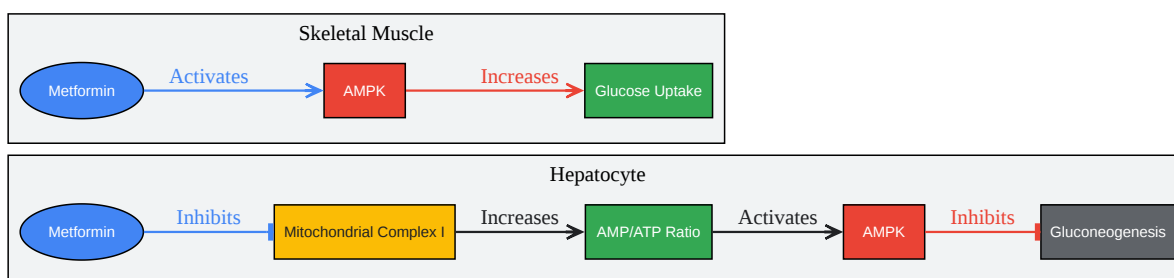 Skeletal Muscle
Metformin Activates AMPK Increases Glucose Uptake
Hepatocyte
Metformin Inhibits Mitochondrial Complex I Increases AMP/ATP Ratio Activates AMPK Inhibits Gluconeogenesis